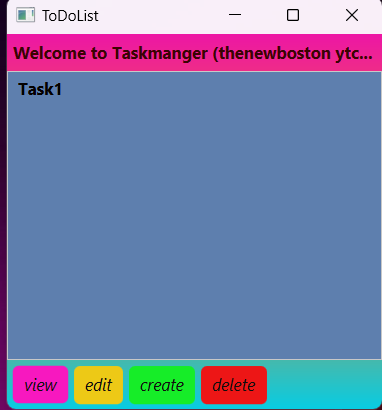 ToDoList
Welcome to Taskmanger (thenewboston ytc...
Task1
view edit create delete